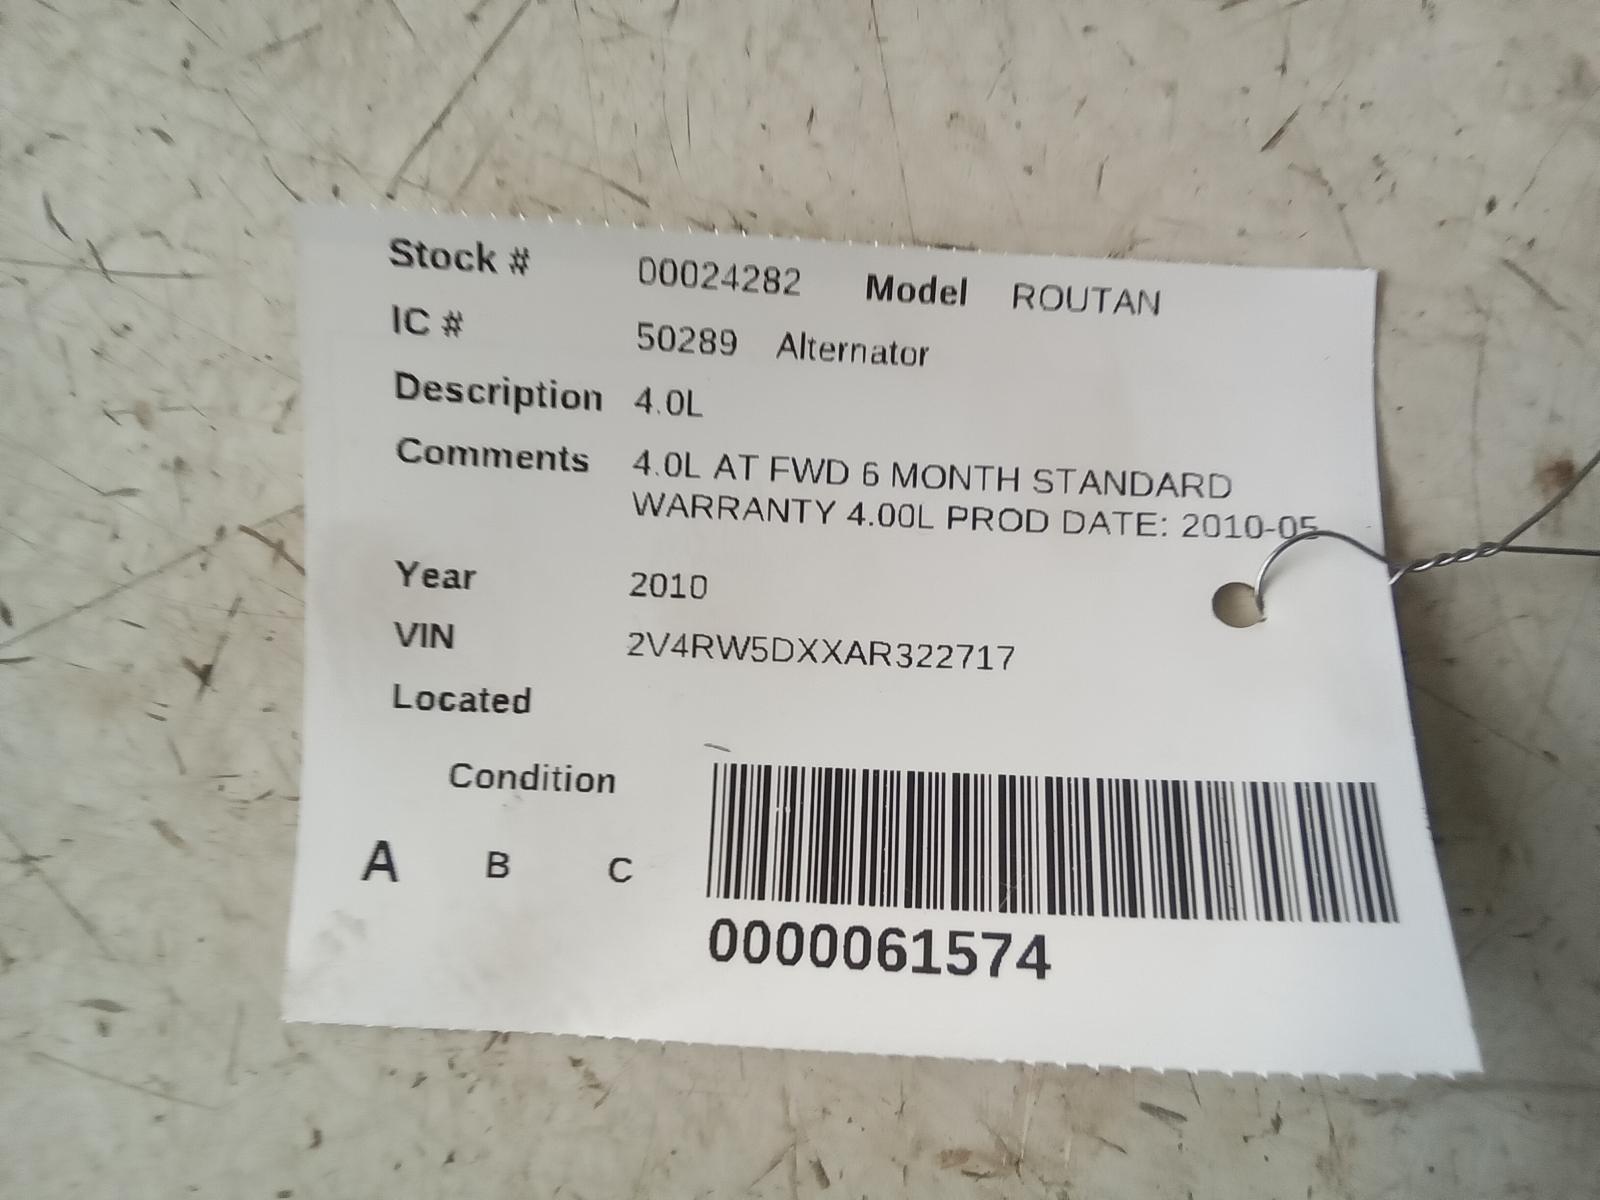 Stock # 00024282 Model ROUTAN
IC # 50289 Alternator
Description 4.0L
Comments 4.0L AT FWD 6 MONTH STANDARD
WARRANTY 4.00L PROD DATE: 2010-05
Year 2010
VIN 2V4RW5DXXAR322717
Located
Condition
A B C
0000061574